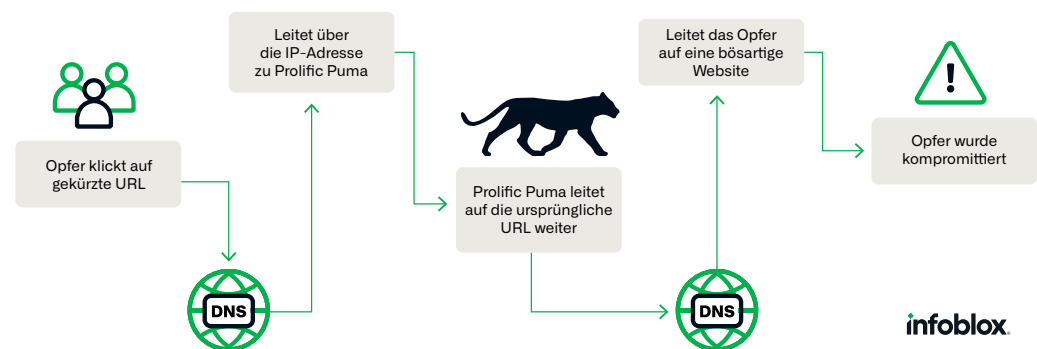 Opfer klickt auf
gekürzte URL
DNS
Leitet über
die IP-Adresse
zu Prolific Puma
Prolific Puma leitet
auf die ursprüngliche
URL weiter
DNS
Leitet das Opfer
auf eine bösartige
Website
!
Opfer wurde
kompromittiert
infoblox.